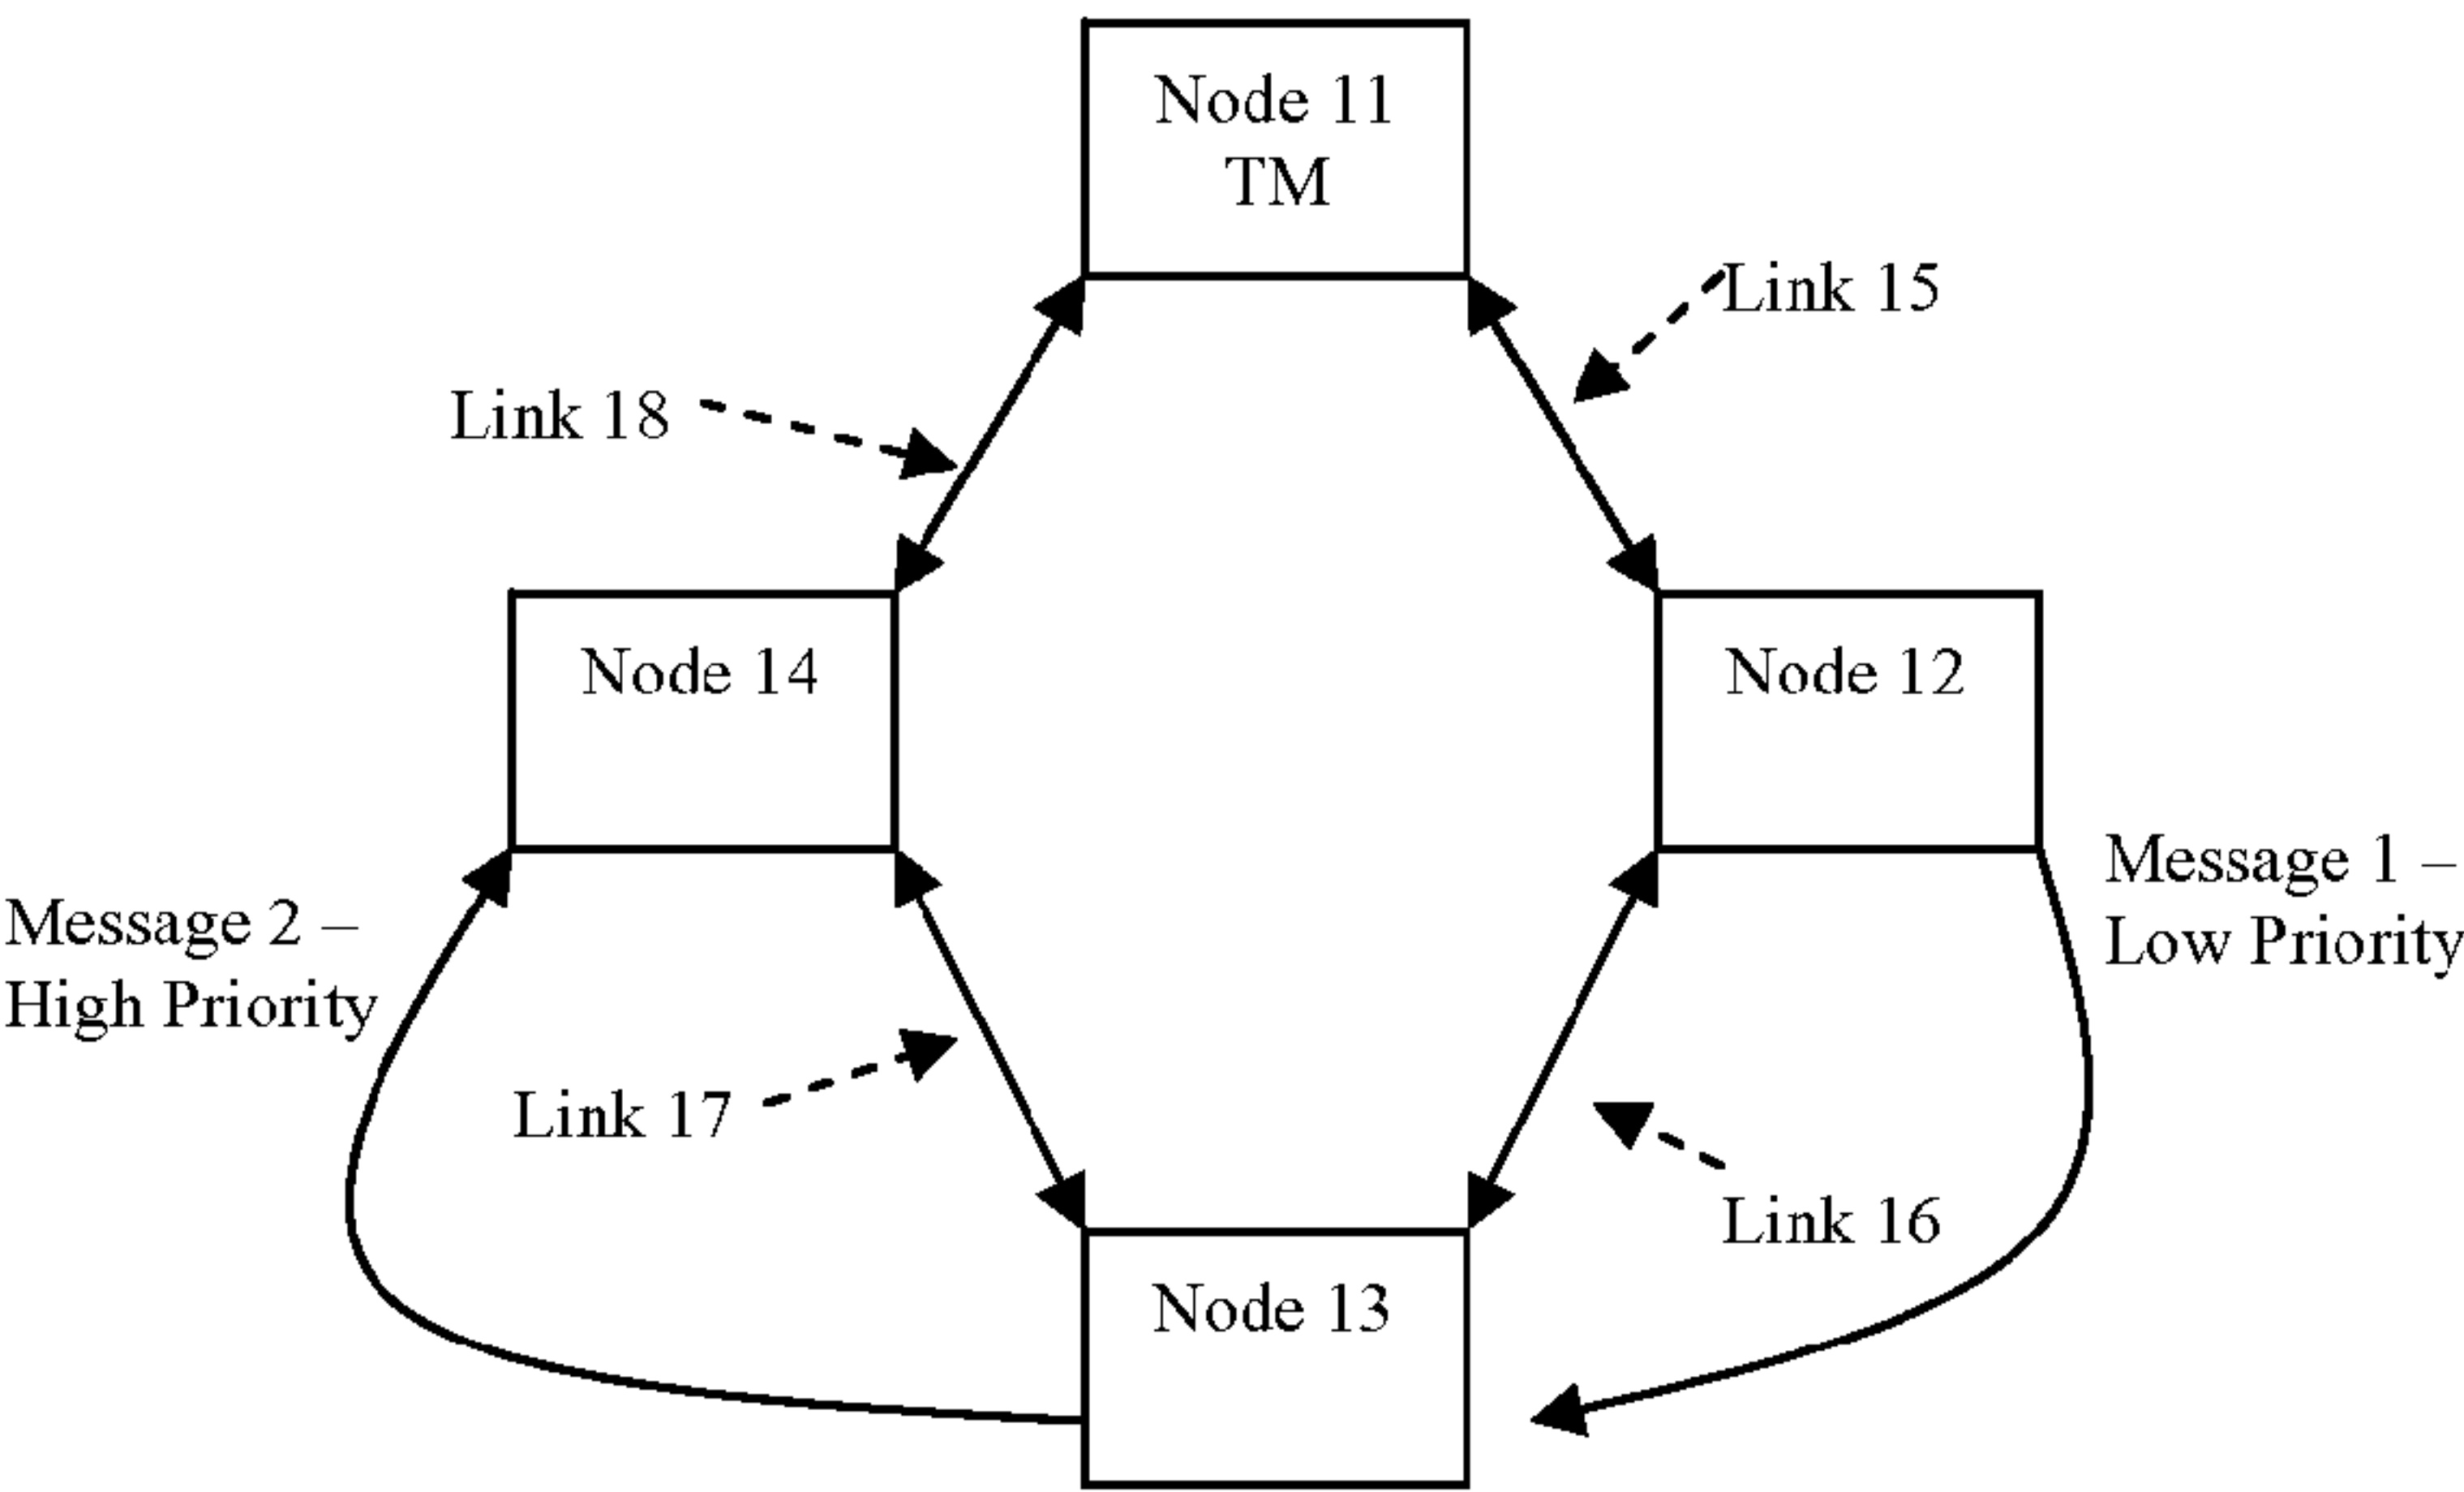 Node 11
TM
Link 15
Link 18
Node 14
Node 12
Message 1 –
Low Priority
Message 2 –
High Priority
Link 17
Link 16
Node 13